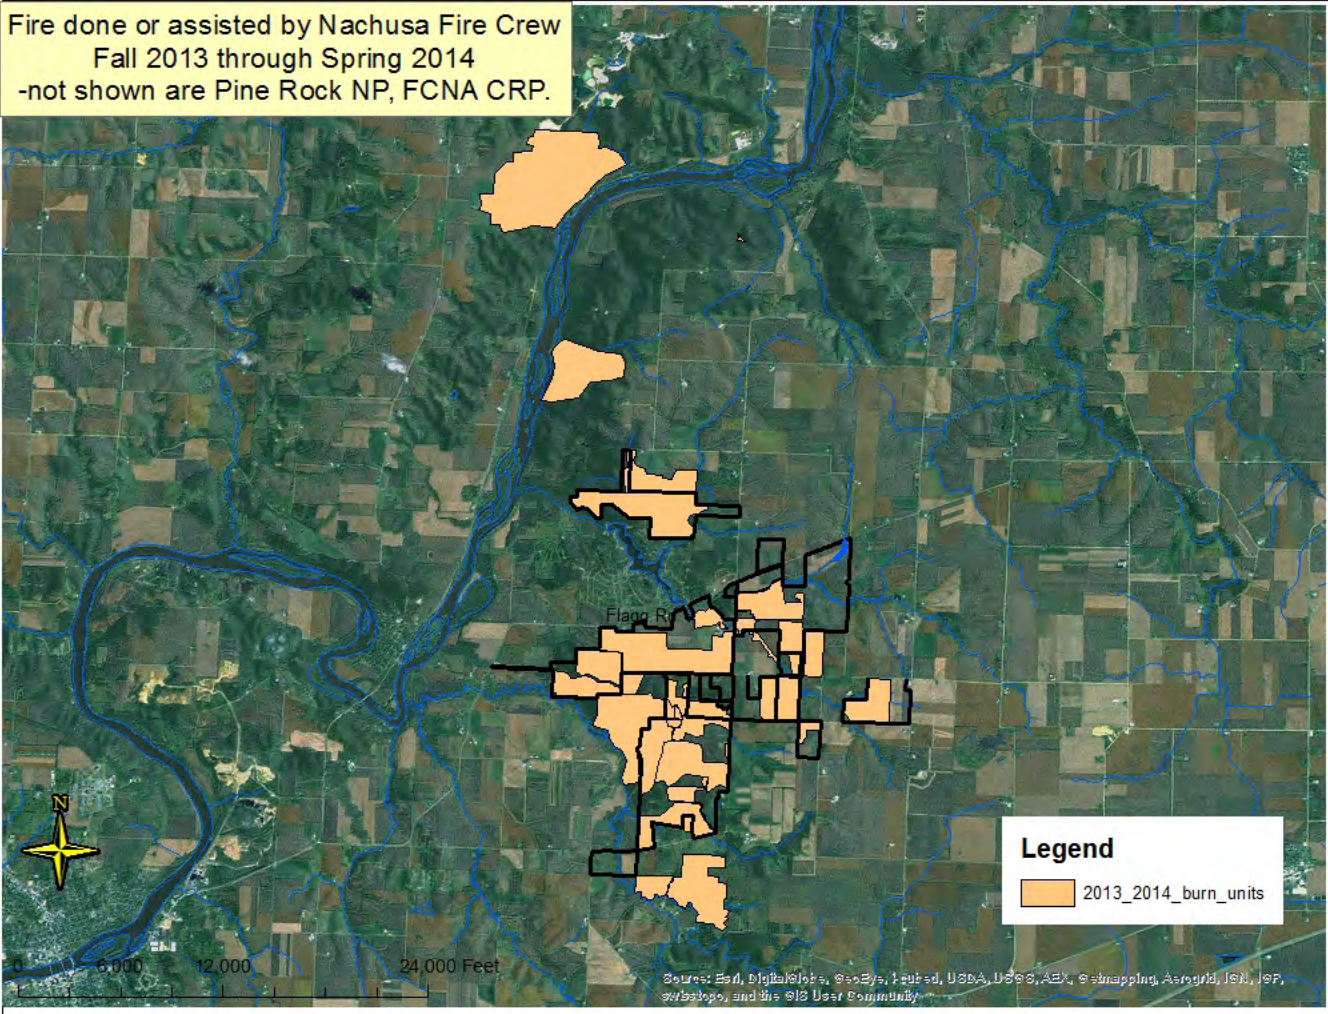 Fire done or assisted by Nachusa Fire Crew
Fall 2013 through Spring 2014
-not shown are Pine Rock NP, FCNA CRP.
Flagg
N
Legend
2013_2014_burn_units
0 6,000 12,000 24,000 Feet
Source: Esri, DigitalGlobe, GeoEye, i-cubed, USDA, USGS, AEX, Getmapping, Aerogrid, IGN, IGP,
swisstopo, and the GIS User Community